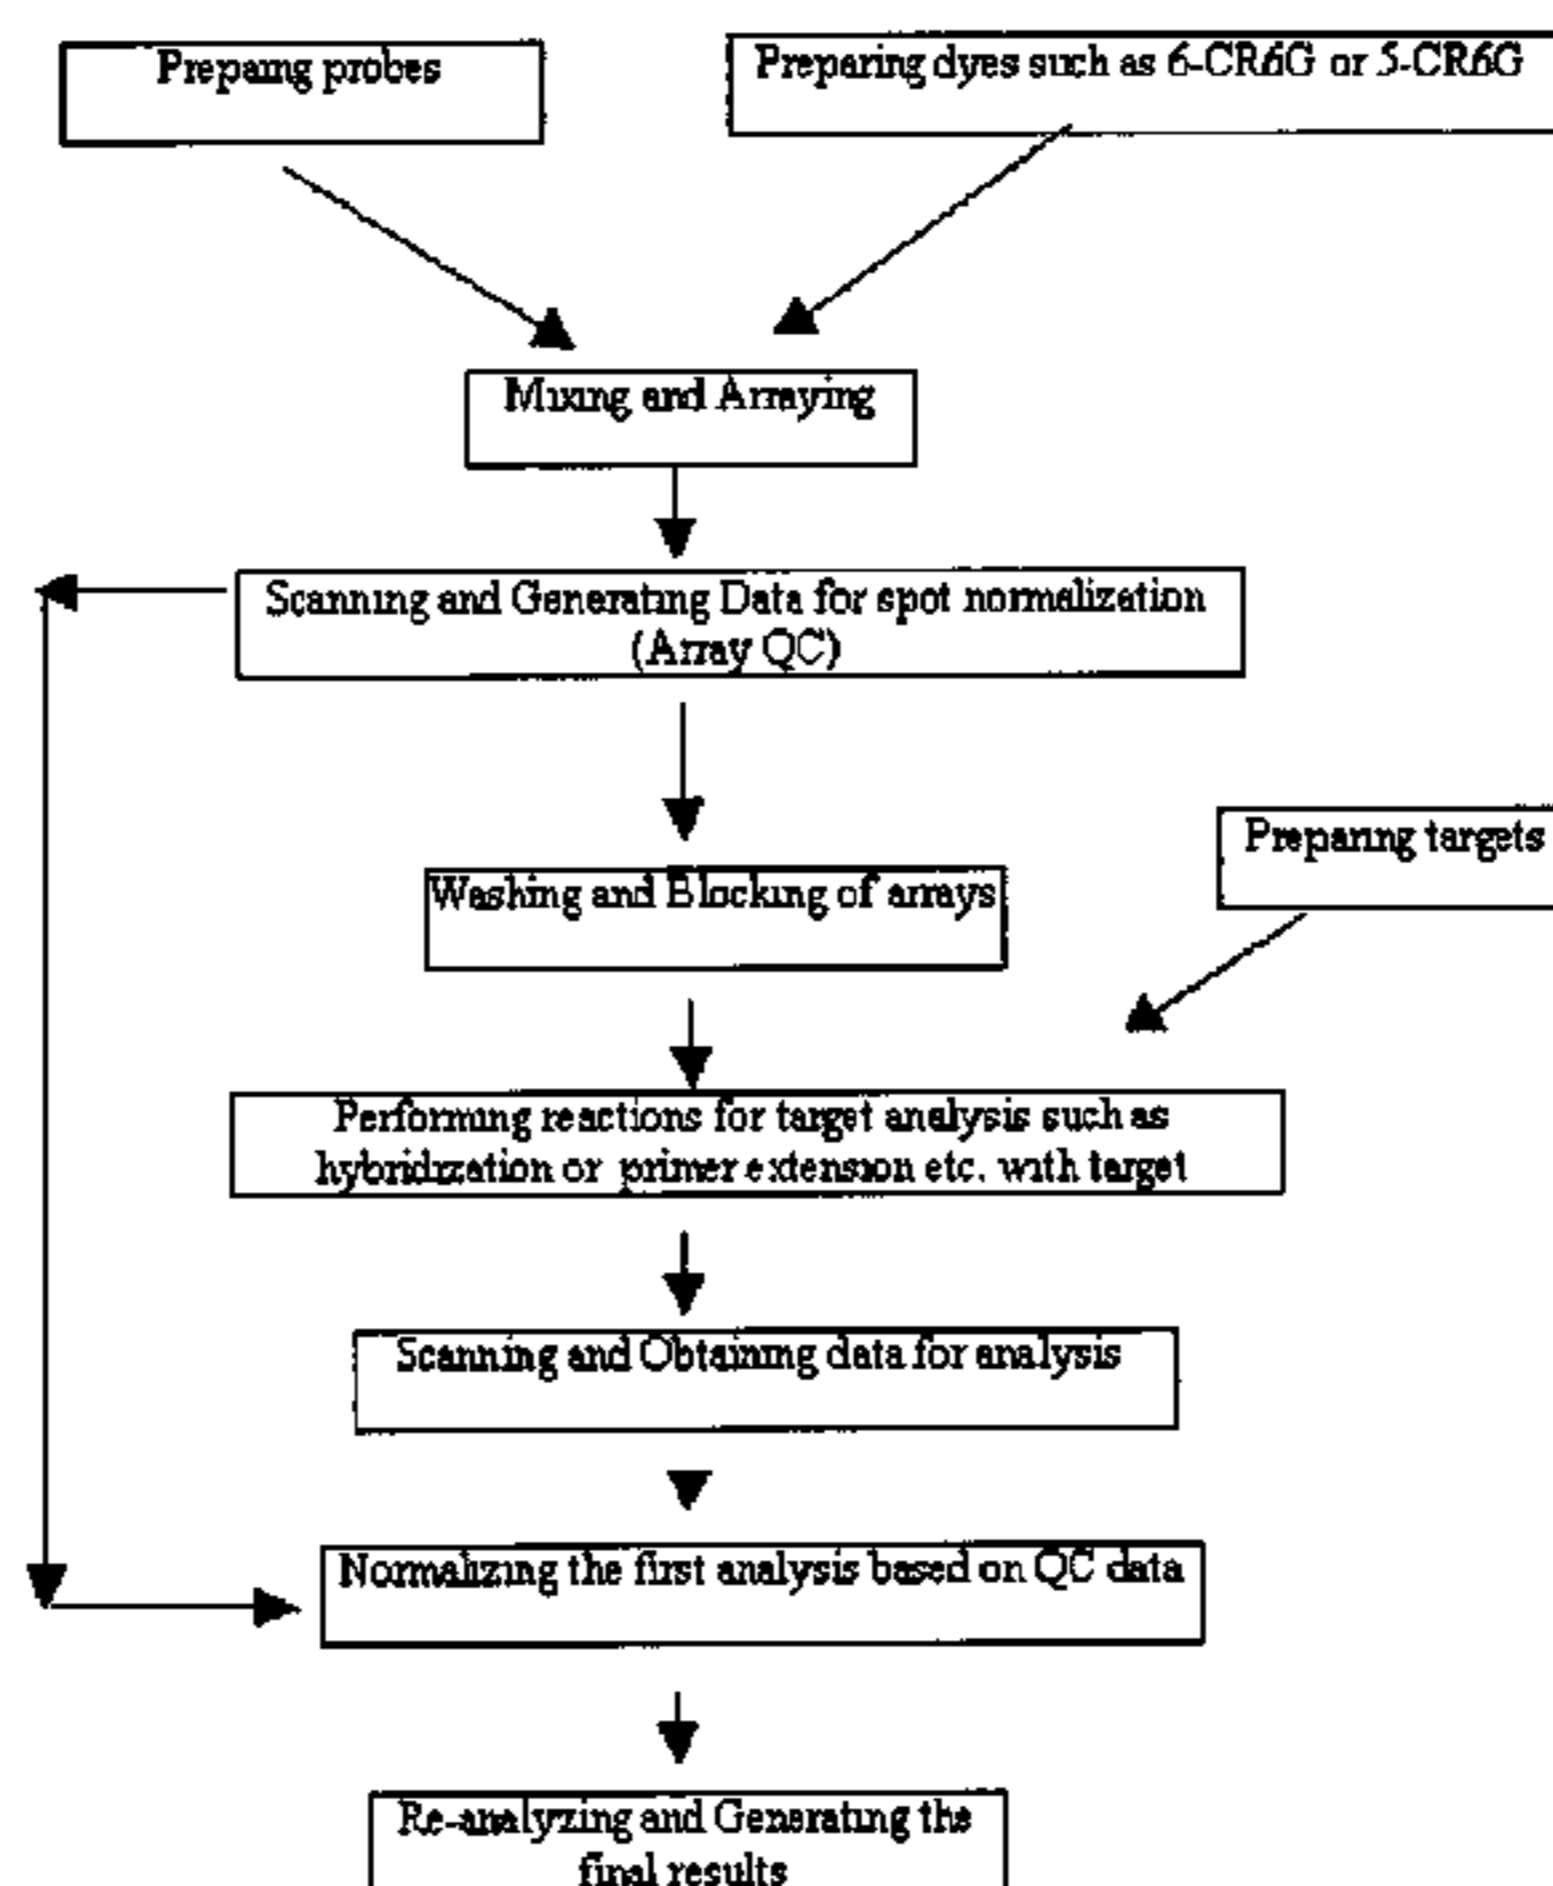 Preparing probes
Preparing dyes such as 6-CR6G or 5-CR6G
Mixing and Arraying
Scanning and Generating Data for spot normalization
(Array QC)
Washing and Blocking of arrays
Preparing targets
Performing reactions for target analysis such as
hybridization or primer extension etc. with target
Scanning and Obtaining data for analysis
Normalizing the first analysis based on QC data
Re-analyzing and Generating the
final results